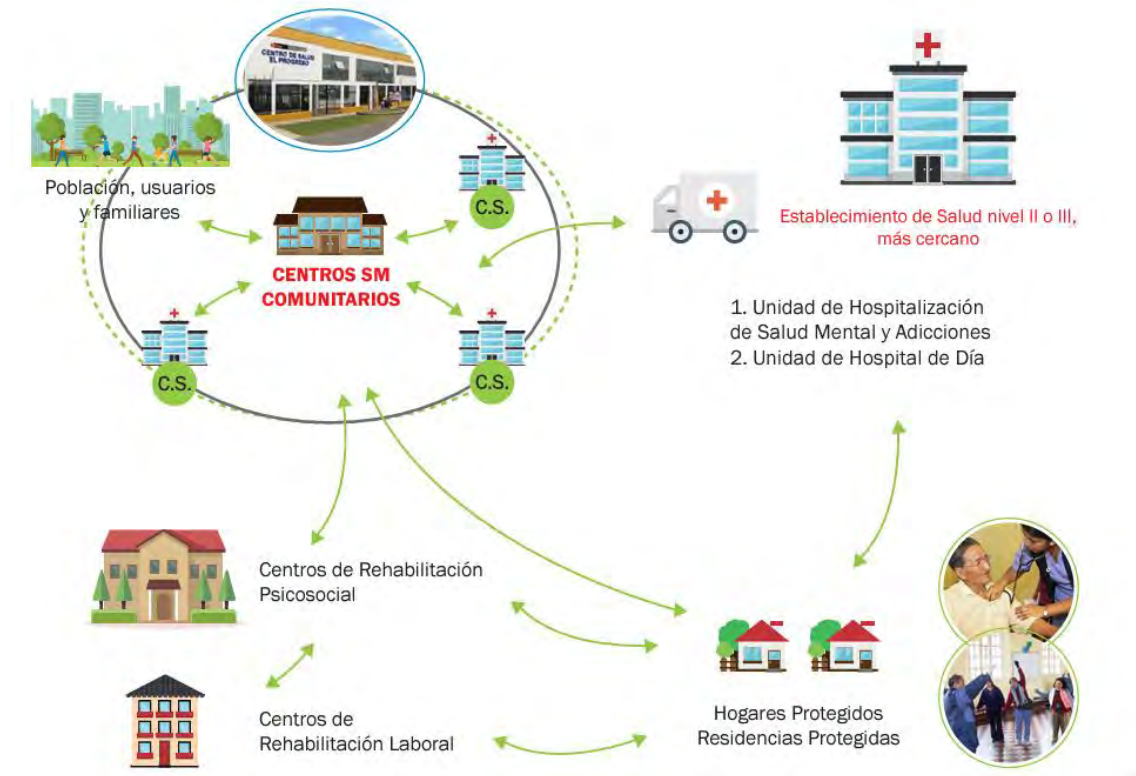 CENTRO DE SALUD
EL PROGRESO
Población, usuarios
y familiares
C.S.
CENTROS SM
COMUNITARIOS
C.S.
C.S.
Establecimiento de Salud nivel II o III,
más cercano
1. Unidad de Hospitalización
de Salud Mental y Adicciones
2. Unidad de Hospital de Día
Centros de Rehabilitación
Psicosocial
Centros de
Rehabilitación Laboral
Hogares Protegidos
Residencias Protegidas